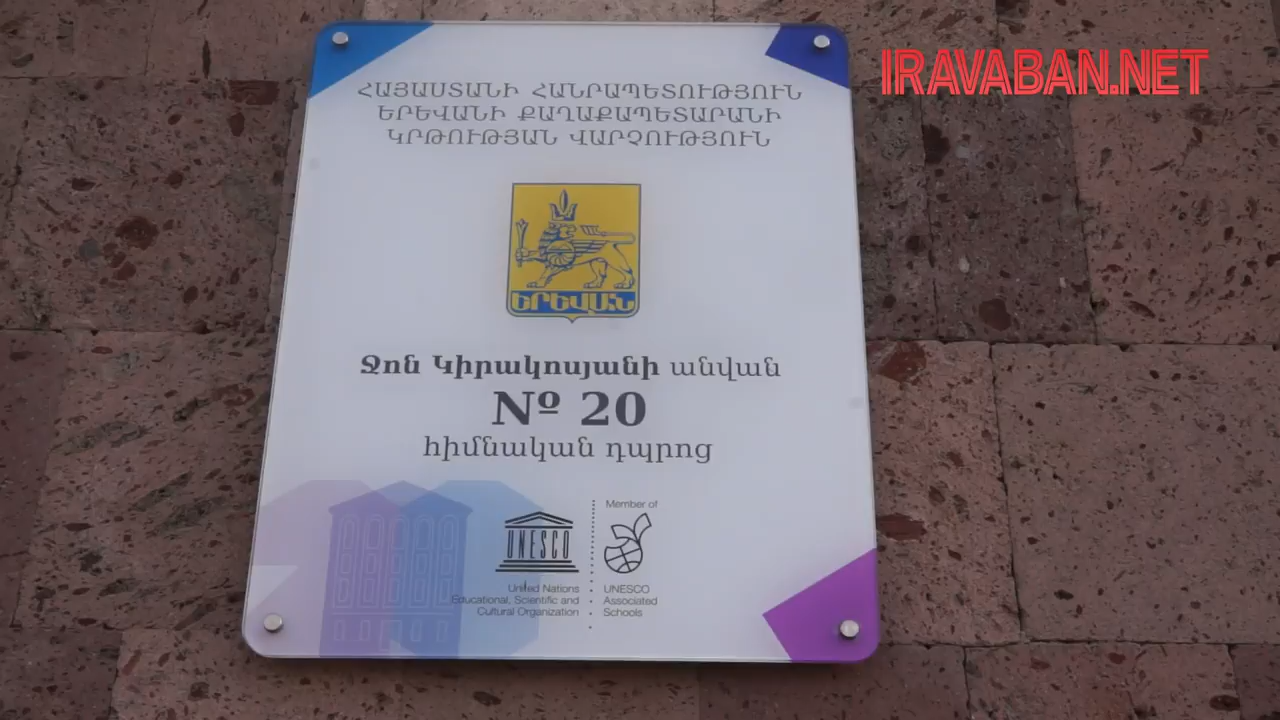 IRAVABAN.NET
ՀԱՅԱՍՏԱՆԻ ՀԱՆՐԱՊԵՏՈՒԹՅՈՒՆ
ԵՐԵՎԱՆԻ ՔԱՂԱՔԱՊԵՏԱՐԱՆԻ
ԿՐԹՈՒԹՅԱՆ ՎԱՐՉՈՒԹՅՈՒՆ
ԵՐԵՎԱՆ
Ջոն Կիրակոսյանի անվան
№ 20
հիմնական դպրոց
UNESCO
United Nations
Educational, Scientific and
Cultural Organization
Member of
UNESCO
Associated
Schools